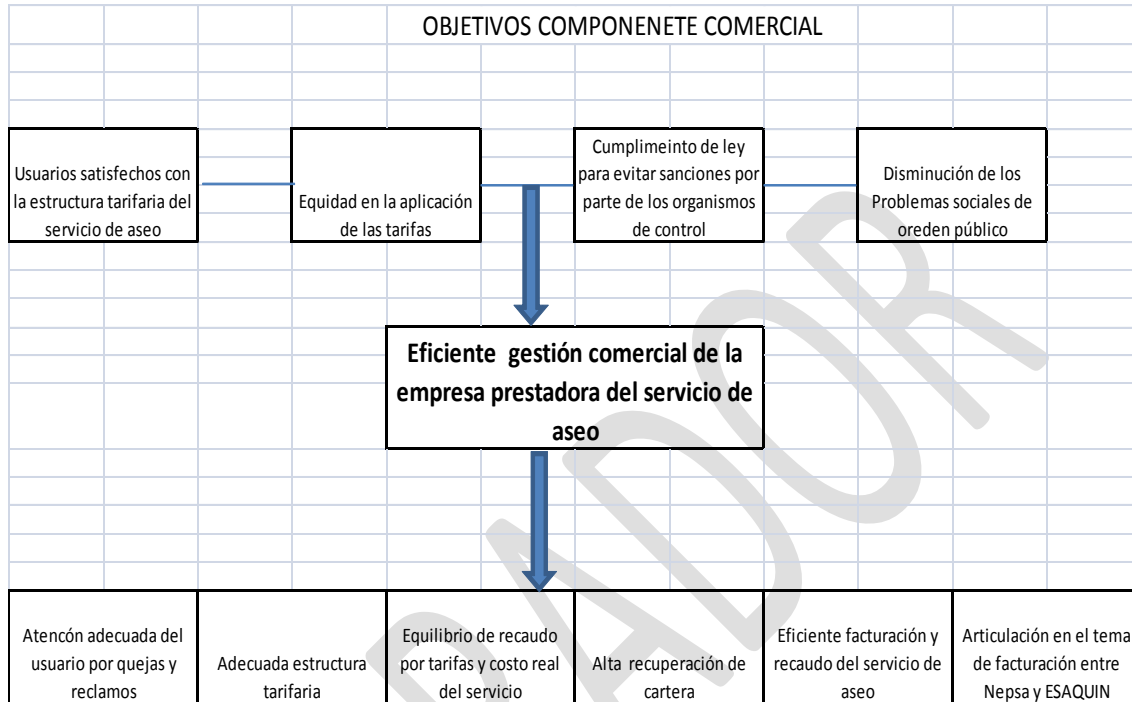 OBJETIVOS COMPONENETE COMERCIAL
Usuarios satisfechos con
la estructura tarifaria del
servicio de aseo
Equidad en la aplicación
de las tarifas
Cumplimeinto de ley
para evitar sanciones por
parte de los organismos
de control
Disminución de los
Problemas sociales de
oreden público
Eficiente gestión comercial de la
empresa prestadora del servicio de
aseo
Atencón adecuada del
usuario por quejas y
reclamos
Adecuada estructura
tarifaria
Equilibrio de recaudo
por tarifas y costo real
del servicio
Alta recuperación de
cartera
Eficiente facturación y
recaudo del servicio de
aseo
Articulación en el tema
de facturación entre
Nepsa y ESAQUIN
RADOR